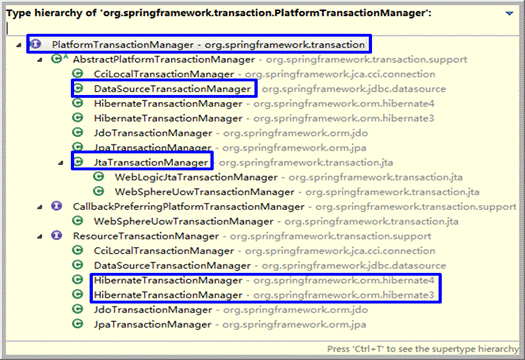 Type hierarchy of 'org.springframework.transaction.PlatformTransactionManager':
PlatformTransactionManager - org.springframework.transaction
AbstractPlatformTransactionManager - org.springframework.transaction.support
CciLocalTransactionManager - org.springframework.jca.cci.connection
DataSourceTransactionManager - org.springframework.jdbc.datasource
HibernateTransactionManager - org.springframework.orm.hibernate4
HibernateTransactionManager - org.springframework.orm.hibernate3
JdoTransactionManager - org.springframework.orm.jdo
JpaTransactionManager - org.springframework.orm.jpa
JtaTransactionManager - org.springframework.transaction.jta
WebLogicJtaTransactionManager - org.springframework.transaction.jta
WebSphereUowTransactionManager - org.springframework.transaction.jta
CallbackPreferringPlatformTransactionManager - org.springframework.transaction.support
WebSphereUowTransactionManager - org.springframework.transaction.jta
ResourceTransactionManager - org.springframework.transaction.support
CciLocalTransactionManager - org.springframework.jca.cci.connection
DataSourceTransactionManager - org.springframework.jdbc.datasource
HibernateTransactionManager - org.springframework.orm.hibernate4
HibernateTransactionManager - org.springframework.orm.hibernate3
JdoTransactionManager - org.springframework.orm.jdo
JpaTransactionManager - org.springframework.orm.jpa
Press 'Ctrl+T' to see the supertype hierarchy